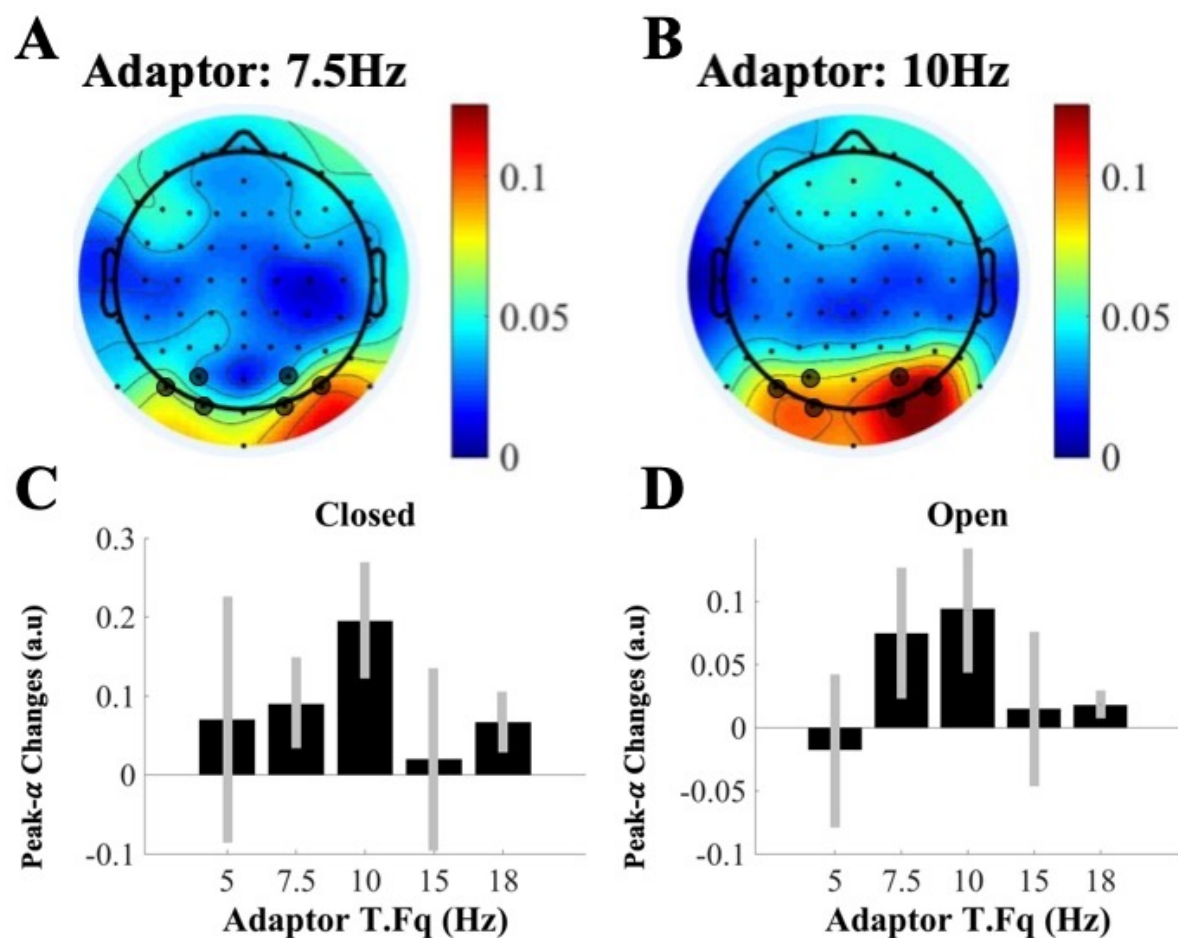 A
Adaptor: 7.5Hz
0.1
0.05
0
B
Adaptor: 10Hz
0.1
0.05
0
C
Closed
Peak-α Changes (a.u)
0.3
0.2
0.1
0
-0.1
5 7.5 10 15 18
Adaptor T.Fq (Hz)
D
Open
Peak-α Changes (a.u)
0.1
0.05
0
-0.05
-0.1
5 7.5 10 15 18
Adaptor T.Fq (Hz)